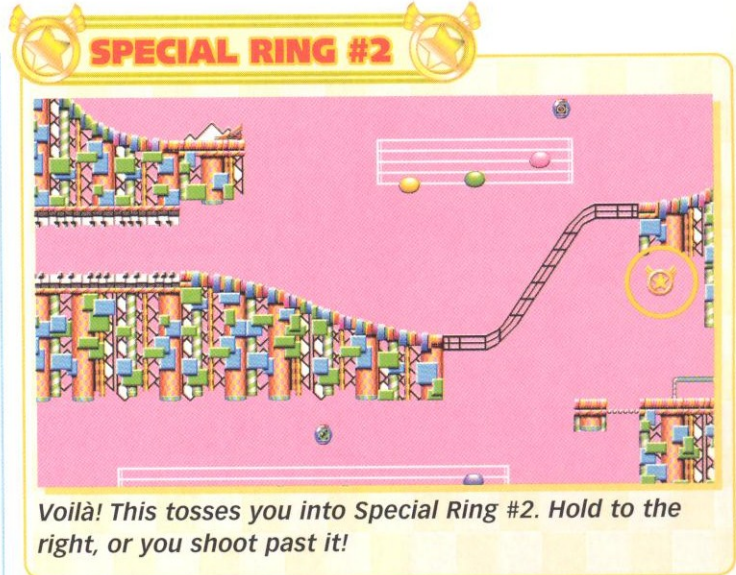 SPECIAL RING #2
Voilà! This tosses you into Special Ring #2. Hold to the
right, or you shoot past it!